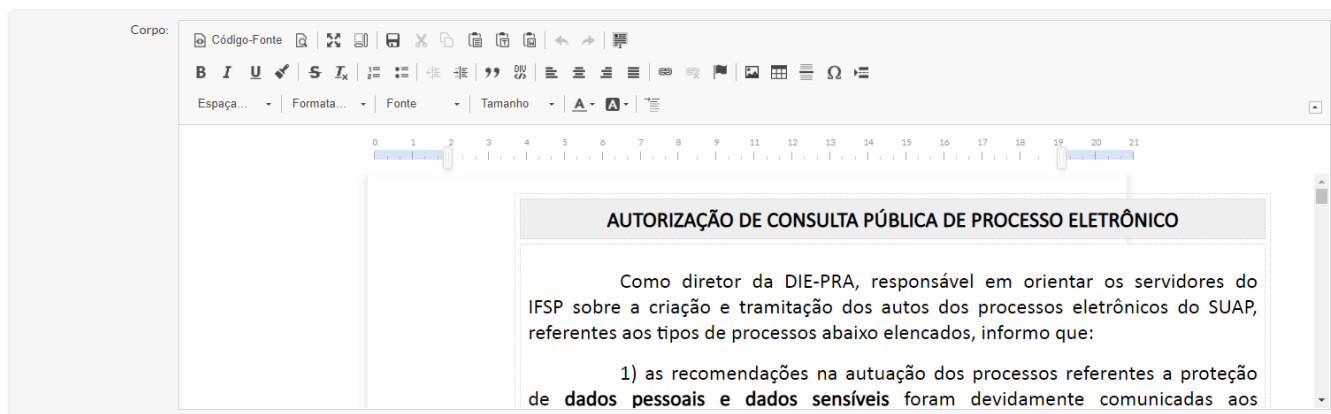 Corpo:
Código-Fonte
B I U S Ix
Espaça... Formata... Fonte Tamanho A A
0 1 2 3 4 5 6 7 8 9 11 12 13 14 15 16 17 18 19 20 21
AUTORIZAÇÃO DE CONSULTA PÚBLICA DE PROCESSO ELETRÔNICO
Como diretor da DIE-PRA, responsável em orientar os servidores do
IFSP sobre a criação e tramitação dos autos dos processos eletrônicos do SUAP,
referentes aos tipos de processos abaixo elencados, informo que:
1) as recomendações na autuação dos processos referentes a proteção
de dados pessoais e dados sensíveis foram devidamente comunicadas aos